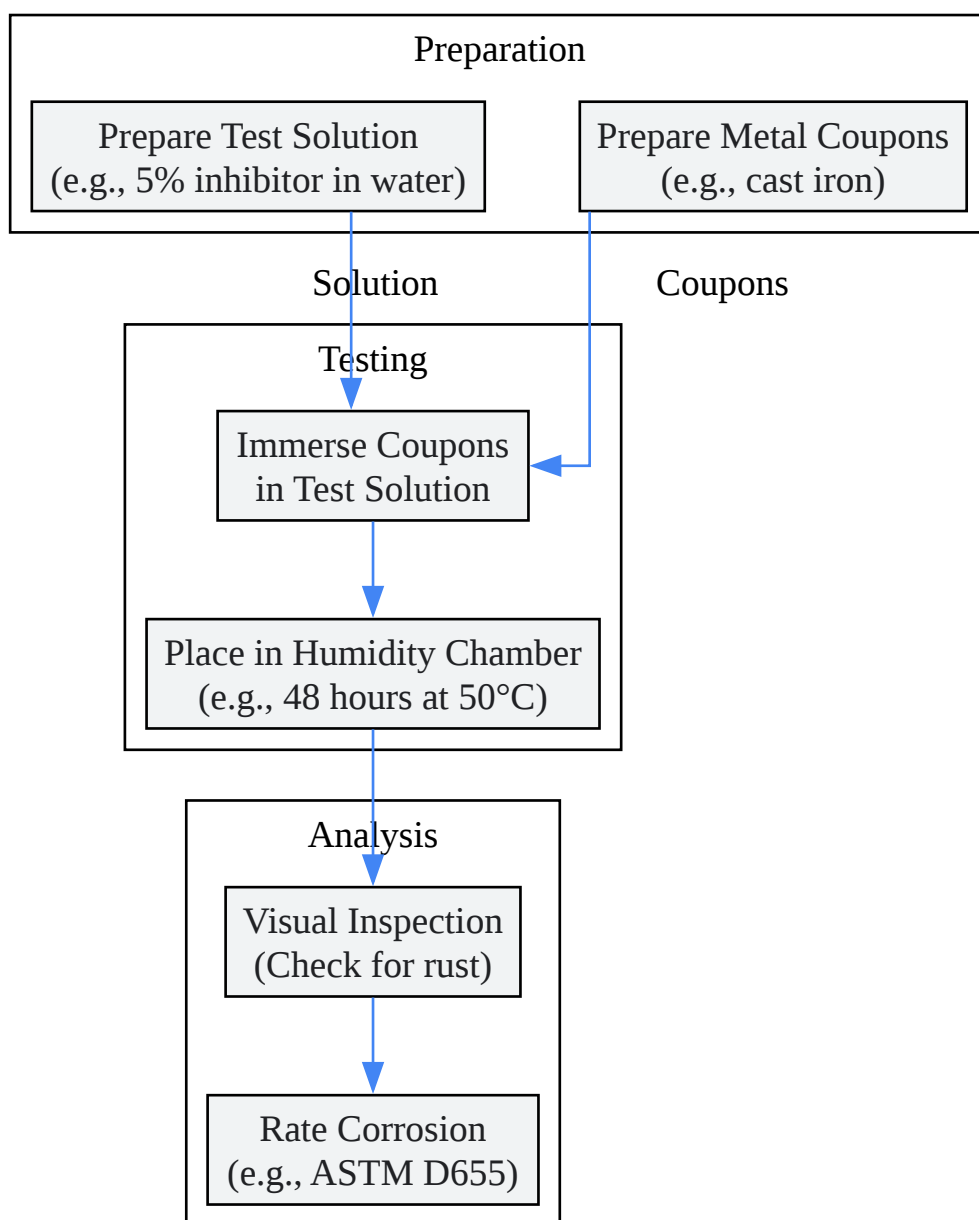 Preparation
Prepare Test Solution
(e.g., 5% inhibitor in water)
Prepare Metal Coupons
(e.g., cast iron)
Solution
Coupons
Testing
Immerse Coupons
in Test Solution
Place in Humidity Chamber
(e.g., 48 hours at 50°C)
Analysis
Visual Inspection
(Check for rust)
Rate Corrosion
(e.g., ASTM D655)